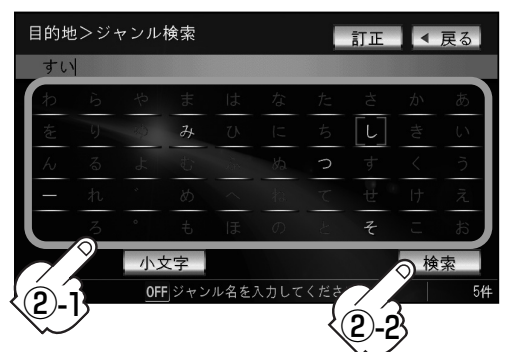 目的地＞ジャンル検索 訂正 ◀ 戻る
すい
わ ら や ま は な た さ か あ
を り ゆ み ひ に ち し き い
ん る よ む ふ ぬ つ す く う
ー れ ゛ め へ ね て せ け え
ろ ゜ も ほ の と そ こ お
小文字 検索
OFF ジャンル名を入力してくださ 5件
②-1 ②-2